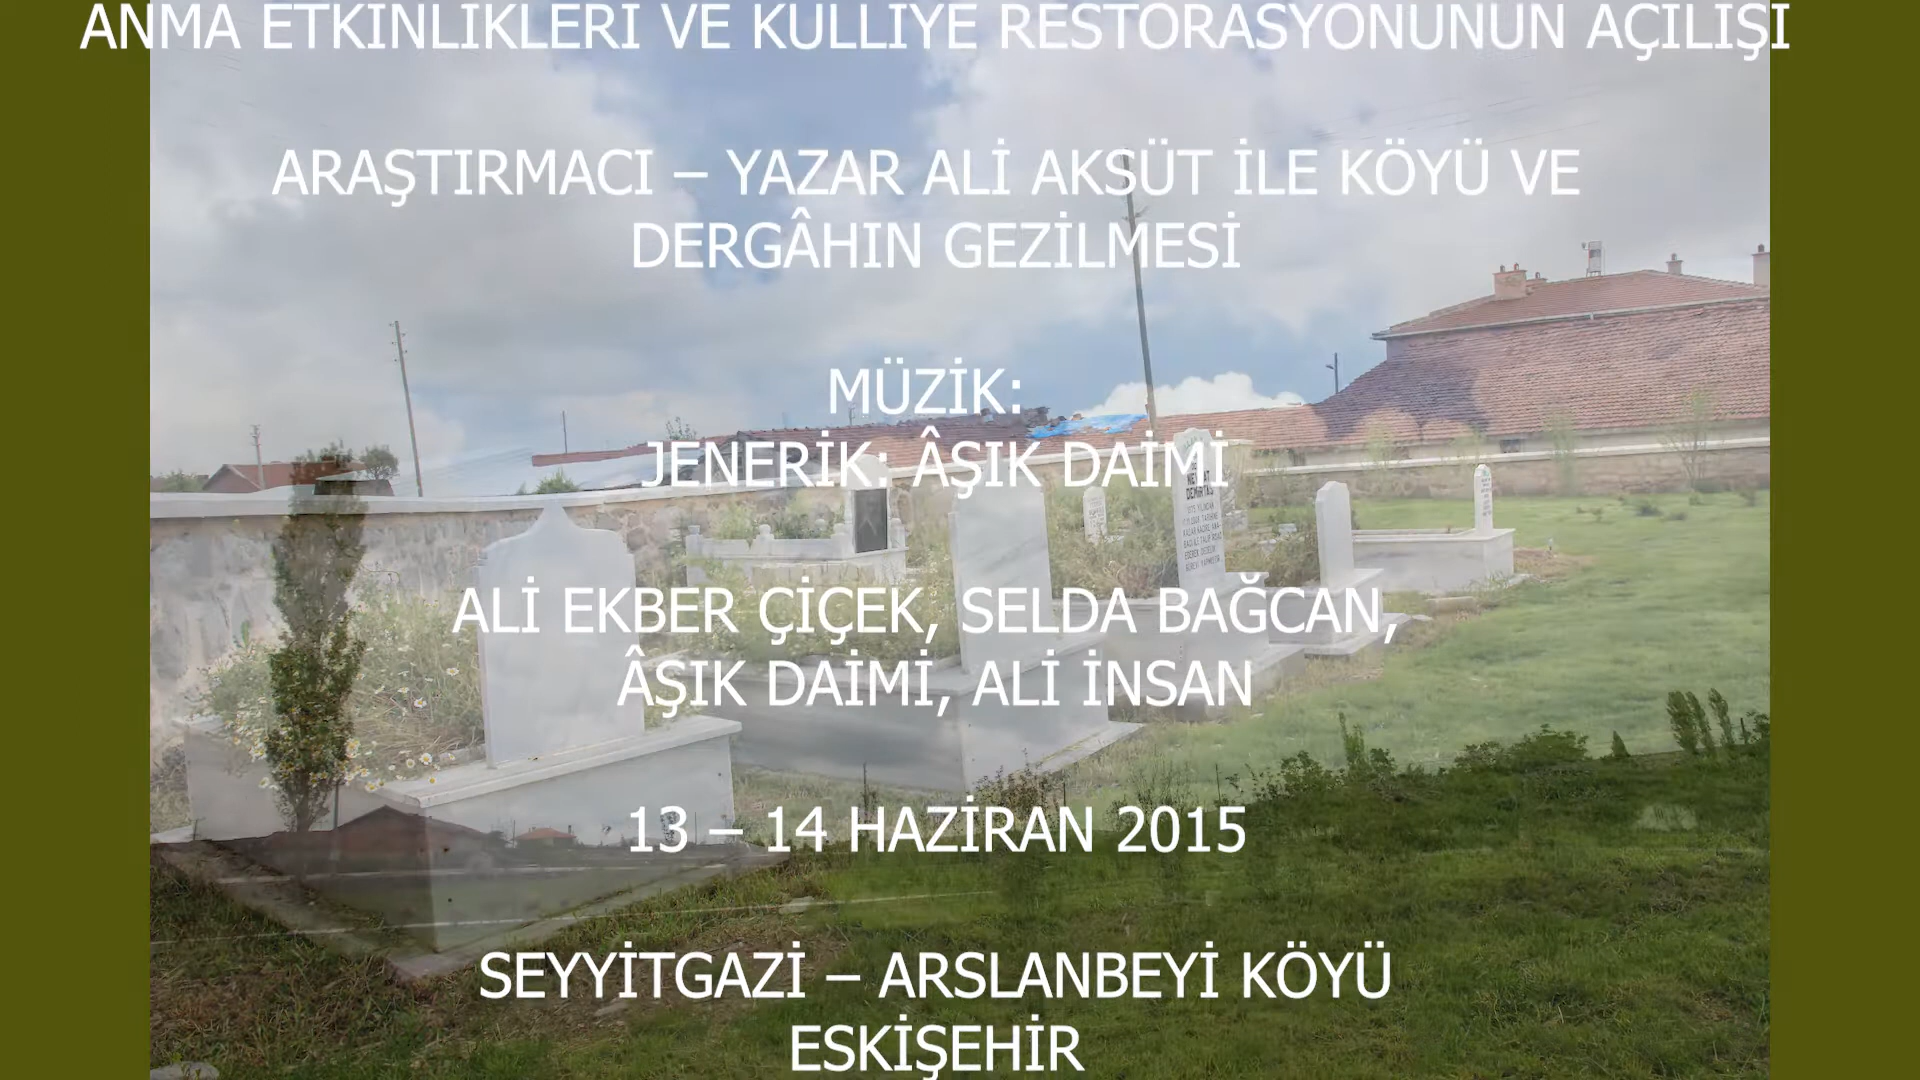 ANMA ETKİNLİKLERİ VE KÜLLİYE RESTORASYONUNUN AÇILIŞI
ARAŞTIRMACI – YAZAR ALİ AKSÜT İLE KÖYÜ VE
DERGÂHIN GEZİLMESİ
MÜZİK:
JENERİK: ÂŞIK DAİMİ
ALİ EKBER ÇİÇEK, SELDA BAĞCAN,
ÂŞIK DAİMİ, ALİ İNSAN
13 – 14 HAZİRAN 2015
SEYYİTGAZİ – ARSLANBEYİ KÖYÜ
ESKİŞEHİR